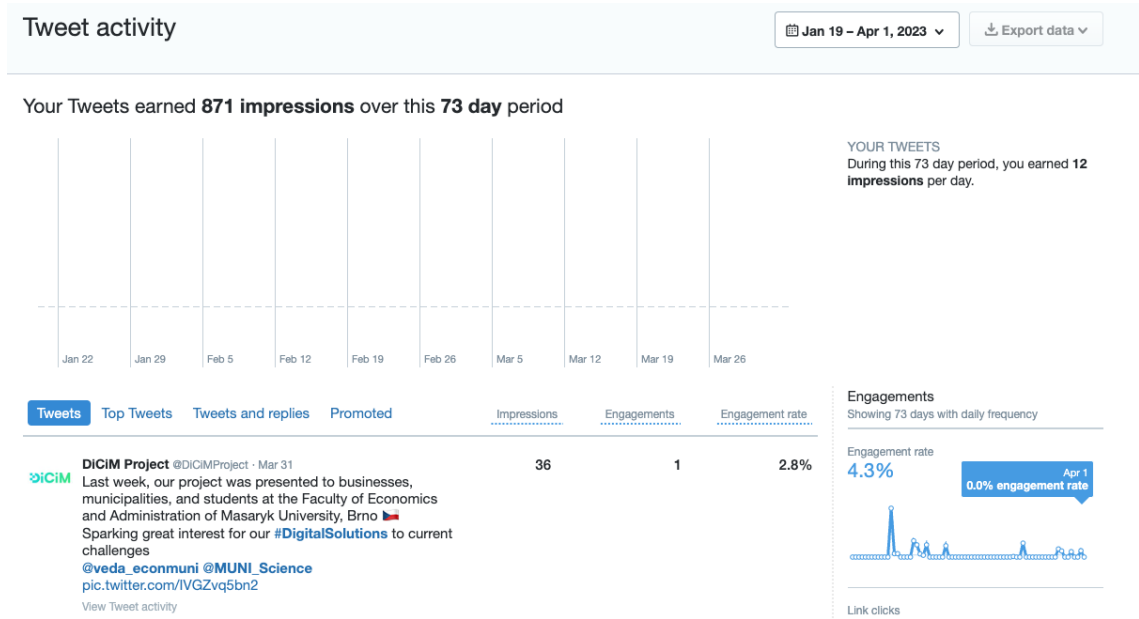 Tweet activity
Jan 19 – Apr 1, 2023
Export data
Your Tweets earned 871 impressions over this 73 day period
YOUR TWEETS
During this 73 day period, you earned 12
impressions per day.
Jan 22
Jan 29
Feb 5
Feb 12
Feb 19
Feb 26
Mar 5
Mar 12
Mar 19
Mar 26
Tweets
Top Tweets
Tweets and replies
Promoted
Impressions
Engagements
Engagement rate
DiCiM
DiCiM Project @DiCiMProject · Mar 31
Last week, our project was presented to businesses,
municipalities, and students at the Faculty of Economics
and Administration of Masaryk University, Brno 🇨🇿
Sparking great interest for our #DigitalSolutions to current
challenges
@veda_econmuni @MUNI_Science
pic.twitter.com/IVGZvq5bn2
View Tweet activity
36
1
2.8%
Engagements
Showing 73 days with daily frequency
Engagement rate
4.3%
Apr 1
0.0% engagement rate
Link clicks